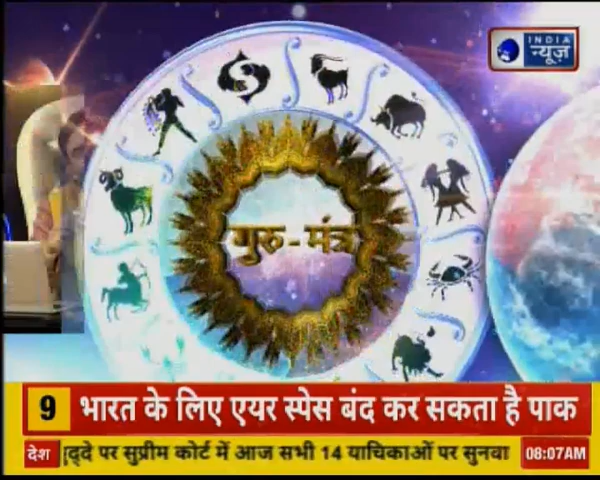 INDIA
न्यूज़
गुरु-मंत्र
9 भारत के लिए एयर स्पेस बंद कर सकता है पाक
देश ुद्दे पर सुप्रीम कोर्ट में आज सभी 14 याचिकाओं पर सुनवा 08:07AM